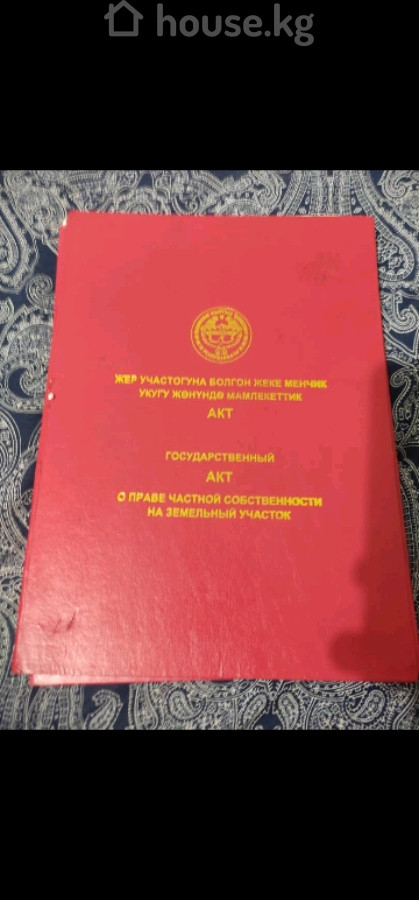 house.kg
ЖЕР УЧАСТОГУНА БОЛГОН ЖЕКЕ МЕНЧИК
УКУГУ ЖӨНҮНДӨ МАМЛЕКЕТТИК
АКТ
ГОСУДАРСТВЕННЫЙ
АКТ
О ПРАВЕ ЧАСТНОЙ СОБСТВЕННОСТИ
НА ЗЕМЕЛЬНЫЙ УЧАСТОК